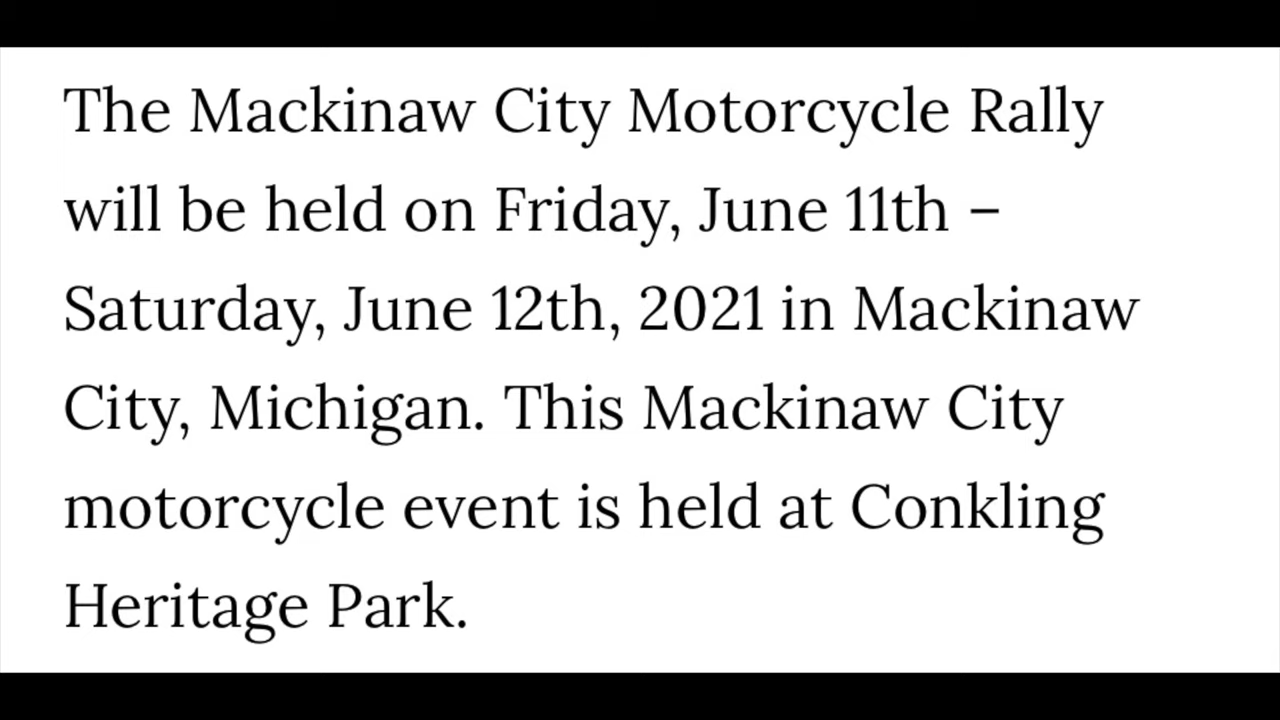 The Mackinaw City Motorcycle Rally
will be held on Friday, June 11th –
Saturday, June 12th, 2021 in Mackinaw
City, Michigan. This Mackinaw City
motorcycle event is held at Conkling
Heritage Park.